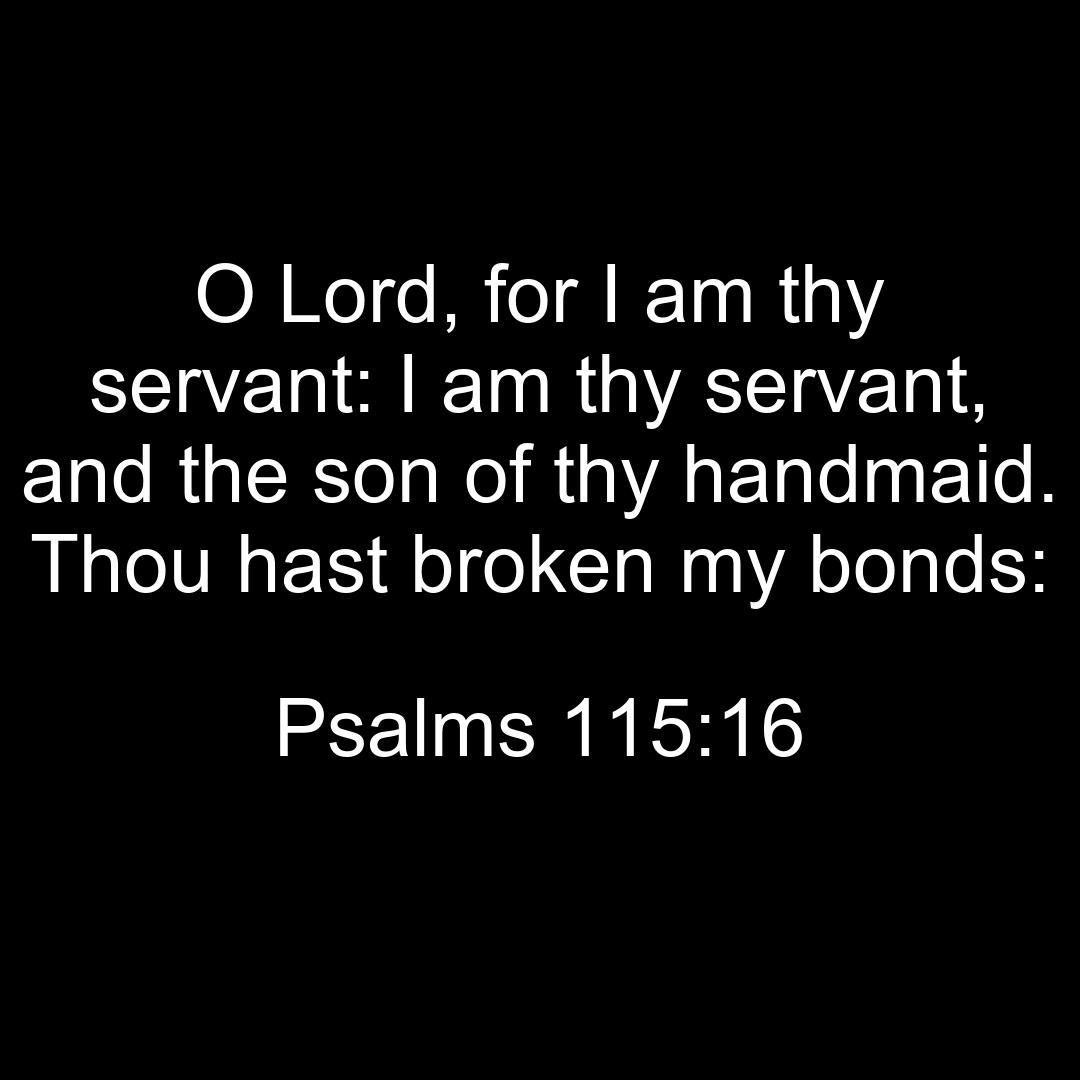 O Lord, for I am thy
servant: I am thy servant,
and the son of thy handmaid.
Thou hast broken my bonds:
Psalms 115:16